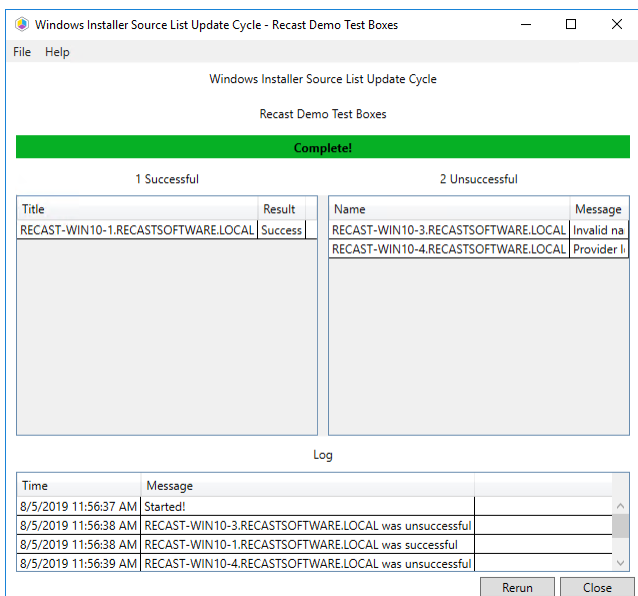 Windows Installer Source List Update Cycle - Recast Demo Test Boxes
File Help
Windows Installer Source List Update Cycle
Recast Demo Test Boxes
Complete!
1 Successful 2 Unsuccessful
Title Result Name Message
RECAST-WIN10-1.RECASTSOFTWARE.LOCAL Success RECAST-WIN10-3.RECASTSOFTWARE.LOCAL Invalid na
RECAST-WIN10-4.RECASTSOFTWARE.LOCAL Provider
Log
Time Message
8/5/2019 11:56:37 AM Started!
8/5/2019 11:56:38 AM RECAST-WIN10-3.RECASTSOFTWARE.LOCAL was unsuccessful
8/5/2019 11:56:38 AM RECAST-WIN10-1.RECASTSOFTWARE.LOCAL was successful
8/5/2019 11:56:39 AM RECAST-WIN10-4.RECASTSOFTWARE.LOCAL was unsuccessful
Rerun Close